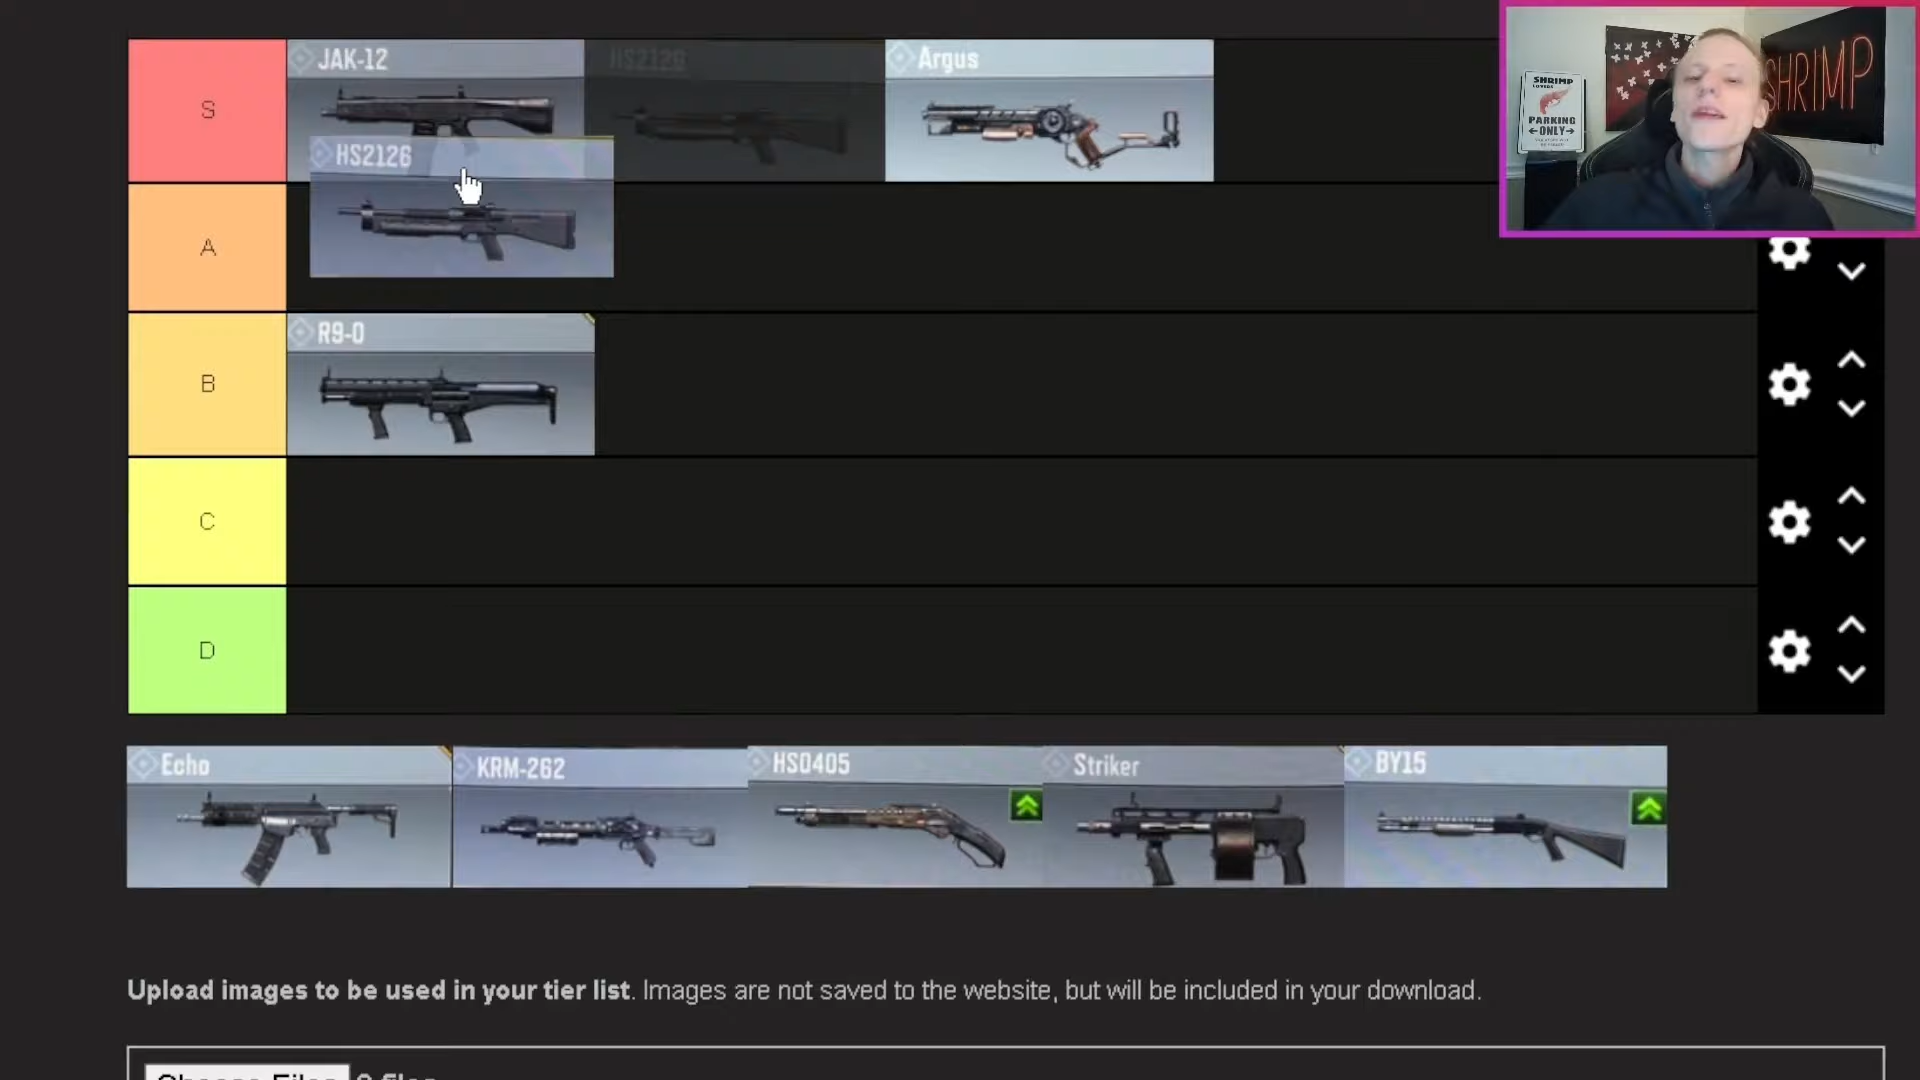 S
JAK-12
HS2126
Argus
SHRIMP
SHRIMP
PARKING
ONLY
HS2126
A
R9-0
B
C
D
Echo
KRM-262
HS0405
Striker
BY15
Upload images to be used in your tier list. Images are not saved to the website, but will be included in your download.